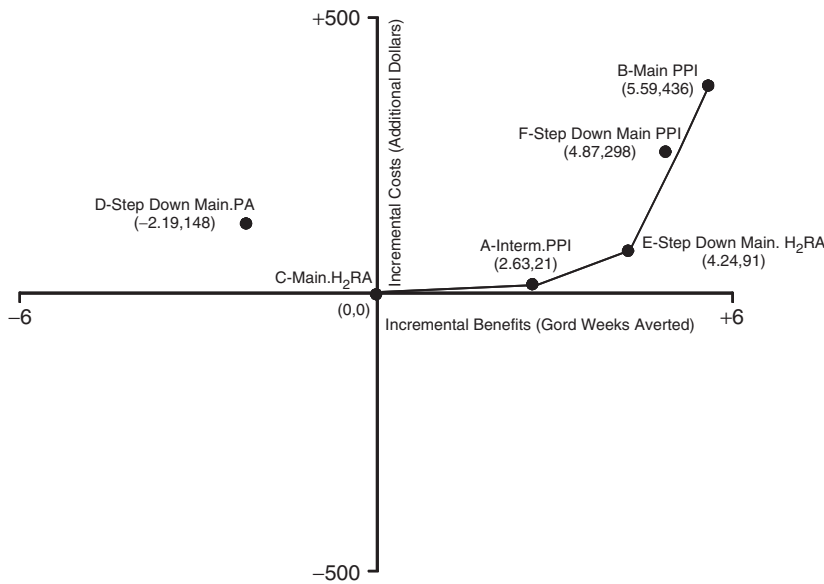 +500
Incremental Costs (Additional Dollars)
B-Main PPI
(5.59,436)
F-Step Down Main PPI
(4.87,298)
D-Step Down Main.PA
(−2.19,148)
A-Interm.PPI
(2.63,21)
E-Step Down Main. H₂RA
(4.24,91)
C-Main.H₂RA
(0,0)
−6
Incremental Benefits (Gord Weeks Averted)
+6
−500